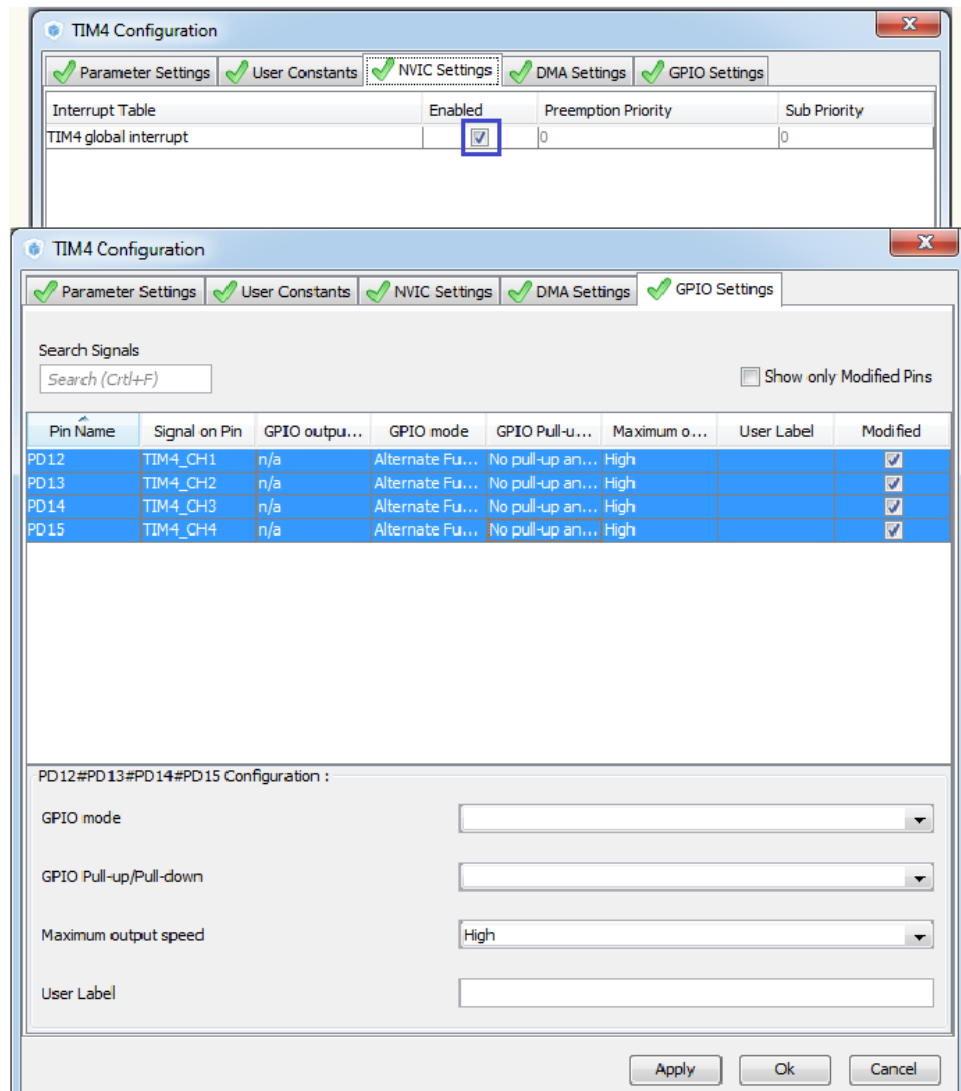 TIM4 Configuration
Parameter Settings User Constants NVIC Settings DMA Settings GPIO Settings
Interrupt Table Enabled Preemption Priority Sub Priority
TIM4 global interrupt 0 0
TIM4 Configuration
Parameter Settings User Constants NVIC Settings DMA Settings GPIO Settings
Search Signals
Search (Crtl+F) Show only Modified Pins
Pin Name Signal on Pin GPIO outpu... GPIO mode GPIO Pull-u... Maximum o... User Label Modified
PD12 TIM4_CH1 n/a Alternate Fu... No pull-up an... High
PD13 TIM4_CH2 n/a Alternate Fu... No pull-up an... High
PD14 TIM4_CH3 n/a Alternate Fu... No pull-up an... High
PD15 TIM4_CH4 n/a Alternate Fu... No pull-up an... High
PD12#PD13#PD14#PD15 Configuration :
GPIO mode
GPIO Pull-up/Pull-down
Maximum output speed High
User Label
Apply Ok Cancel